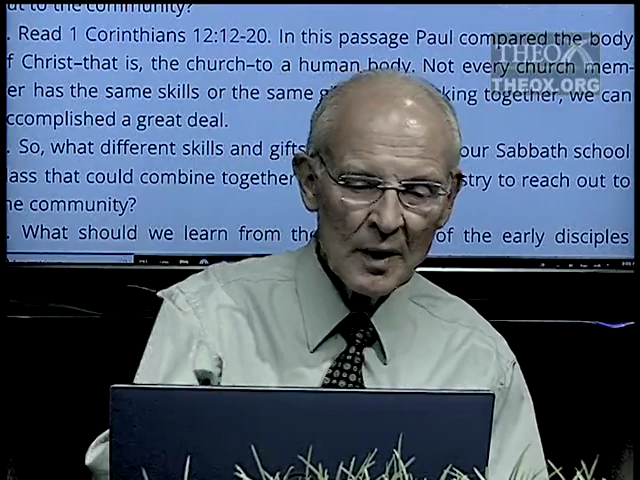 ut to the community?
. Read 1 Corinthians 12:12-20. In this passage Paul compared the body
f Christ–that is, the church–to a human body. Not every church mem-
er has the same skills or the same king together, we can
ccomplished a great deal.
. So, what different skills and gifts our Sabbath school
ass that could combine together stry to reach out to
he community?
. What should we learn from the of the early disciples
THEOX
THEOX.ORG